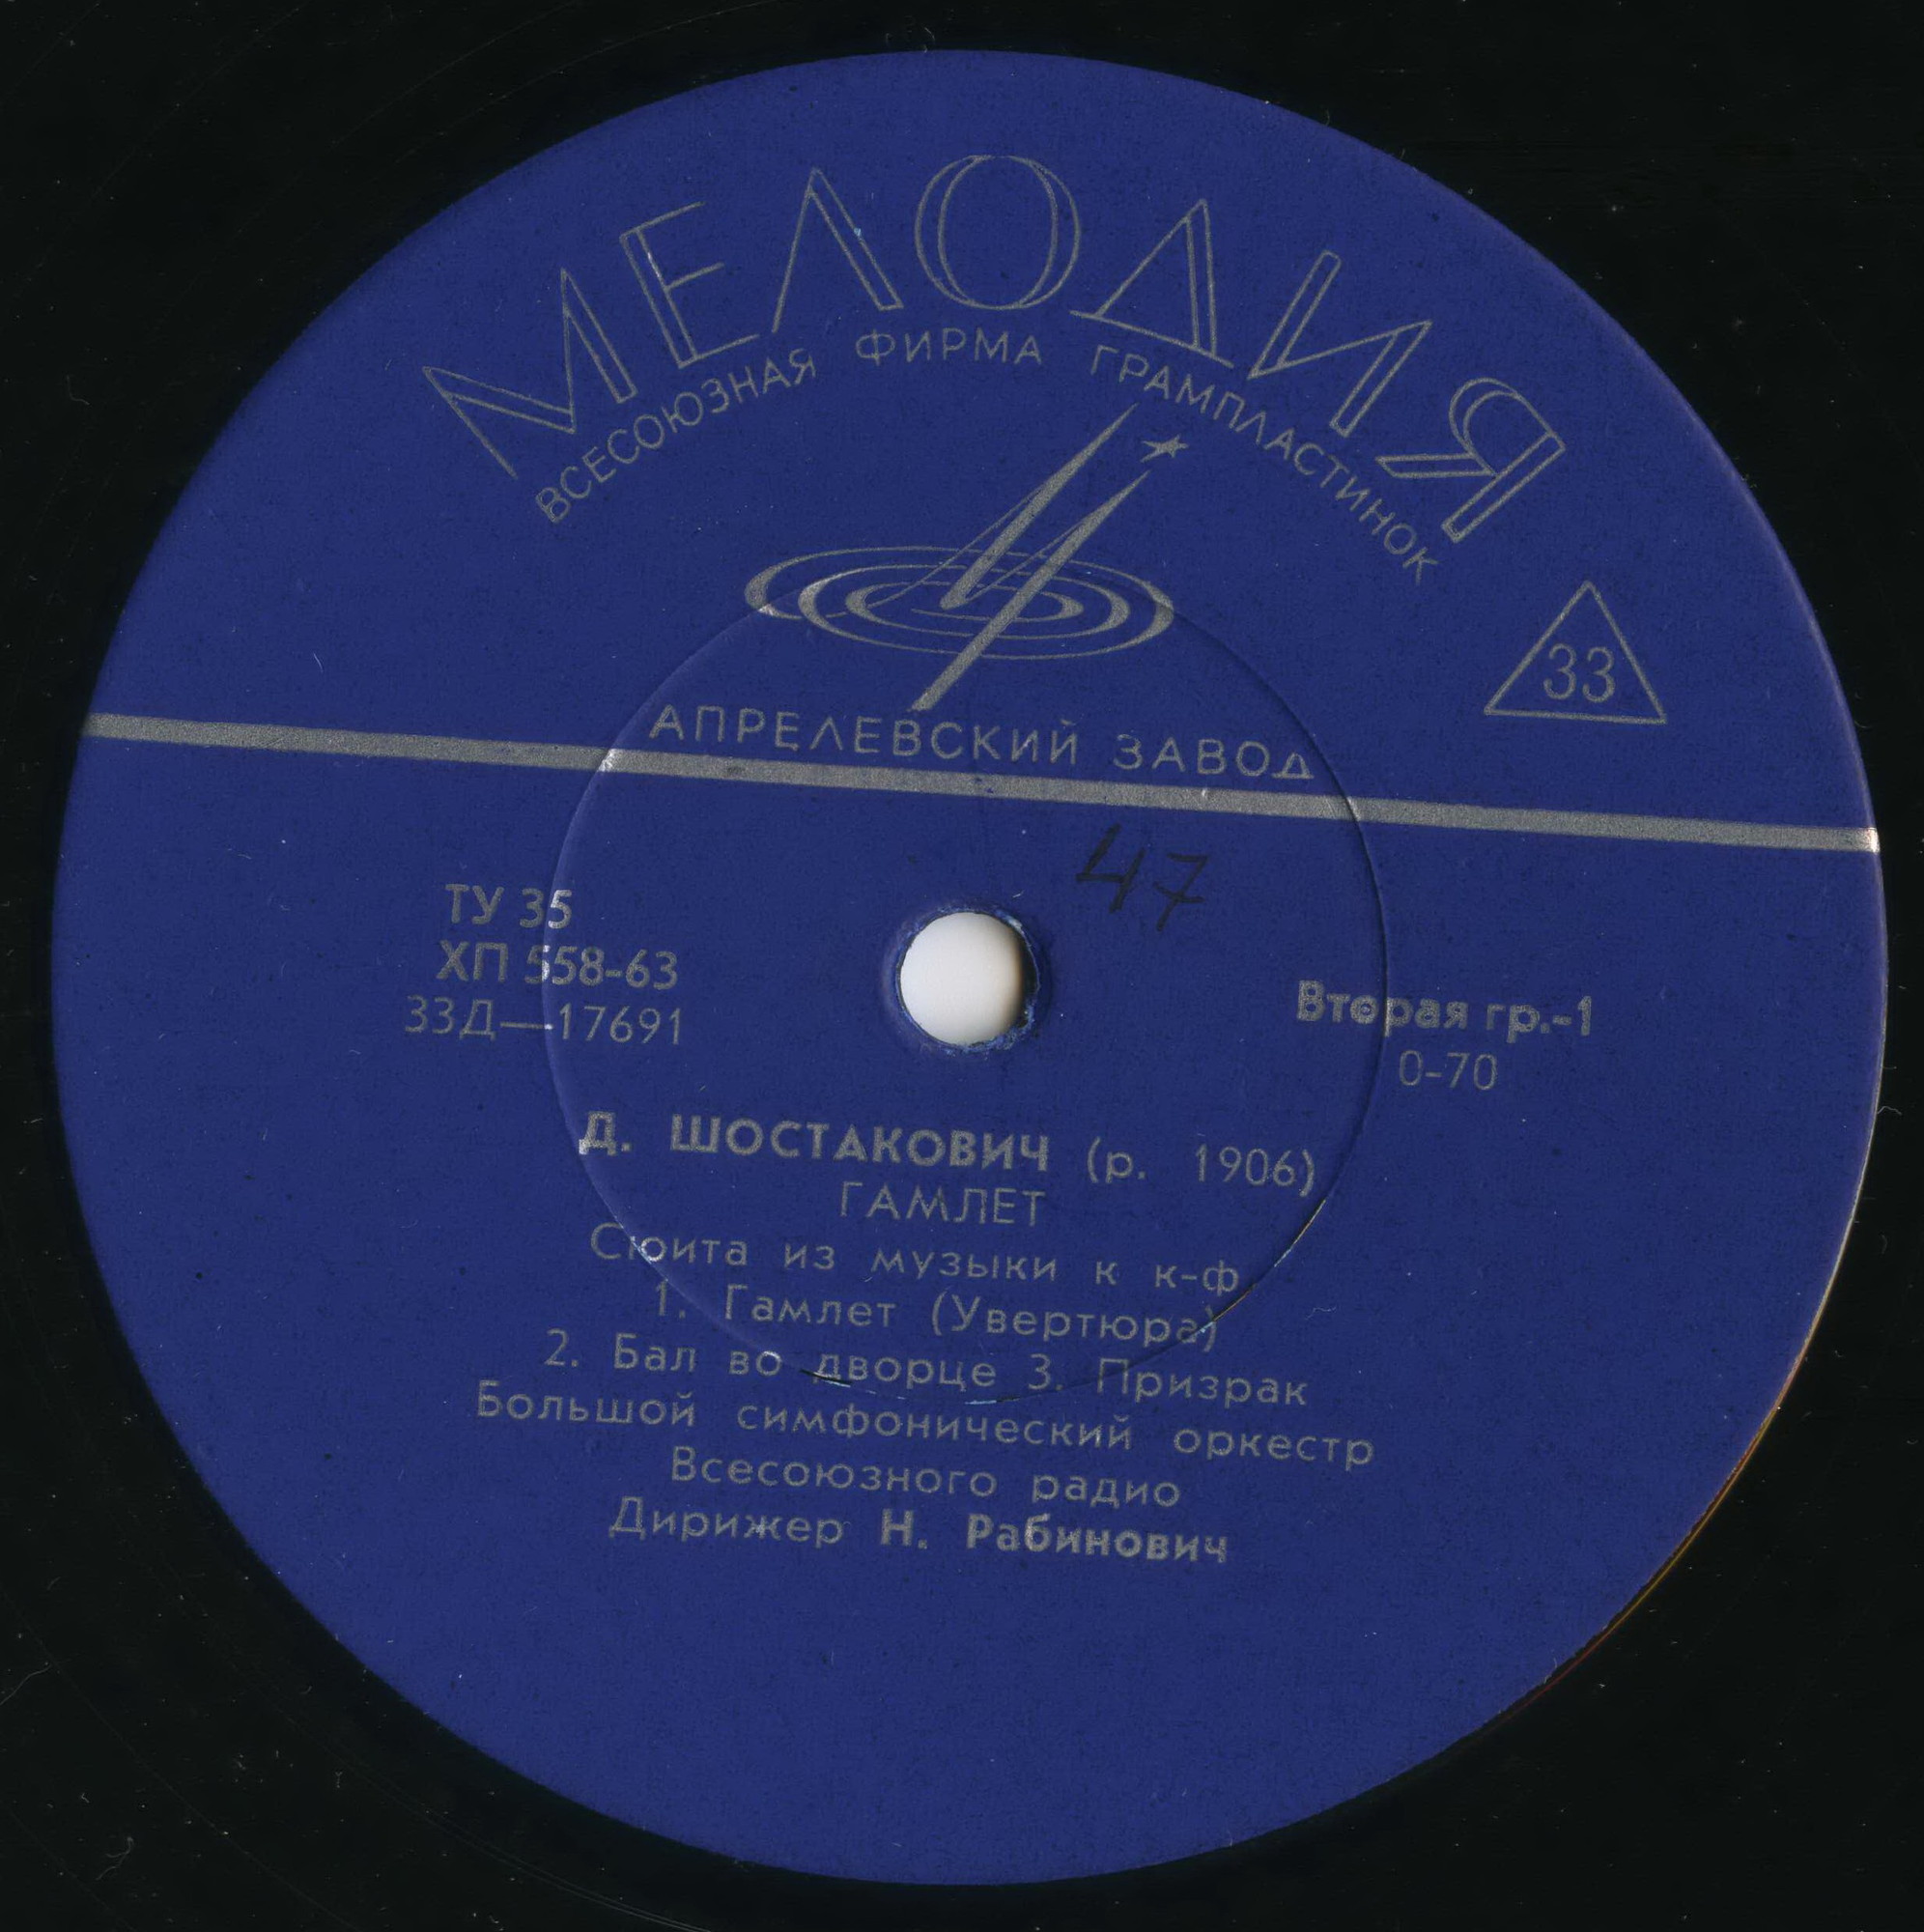 МЕЛОДИЯ
ВСЕСОЮЗНАЯ ФИРМА ГРАМПЛАСТИНОК
33
АПРЕЛЕВСКИЙ ЗАВОД
47
ТУ 35
ХП 558-63
33Д—17691
Вторая гр.-1
0-70
Д. ШОСТАКОВИЧ (р. 1906)
ГАМЛЕТ
Сюита из музыки к к-ф
1. Гамлет (Увертюра)
2. Бал во дворце 3. Призрак
Большой симфонический оркестр
Всесоюзного радио
Дирижер Н. Рабинович